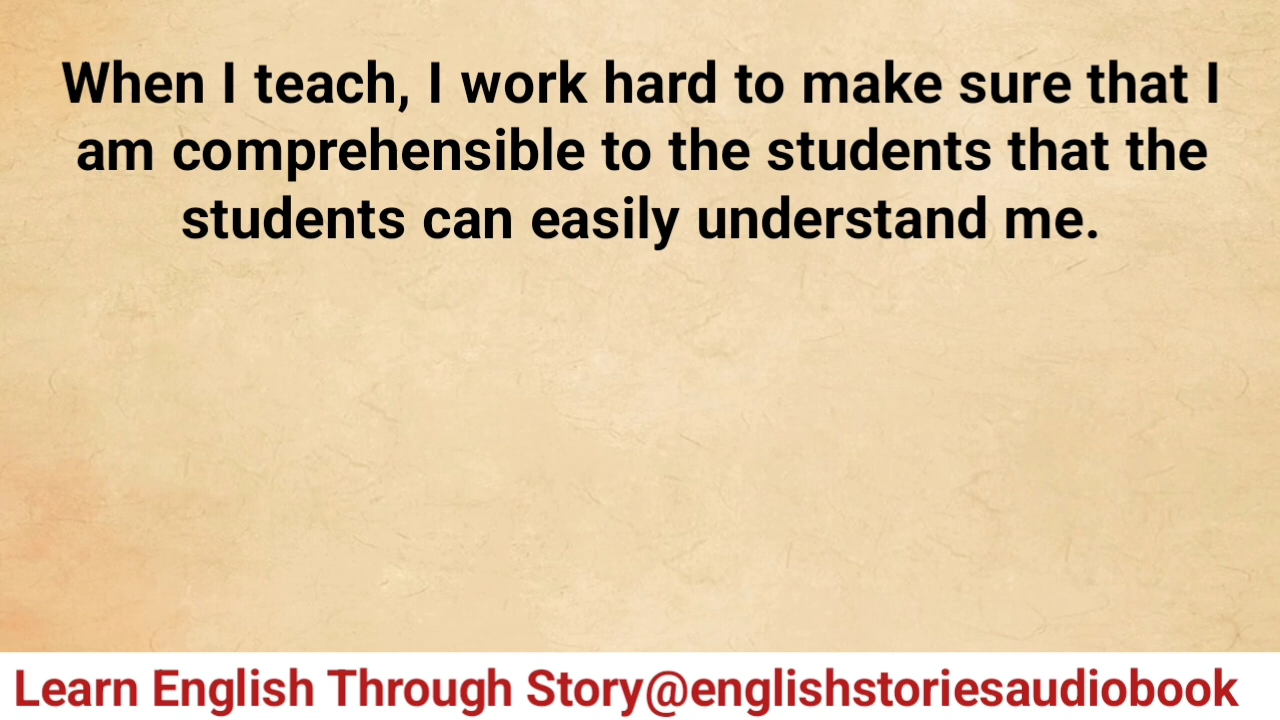 When I teach, I work hard to make sure that I
am comprehensible to the students that the
students can easily understand me.
Learn English Through Story@englishstoriesaudiobook